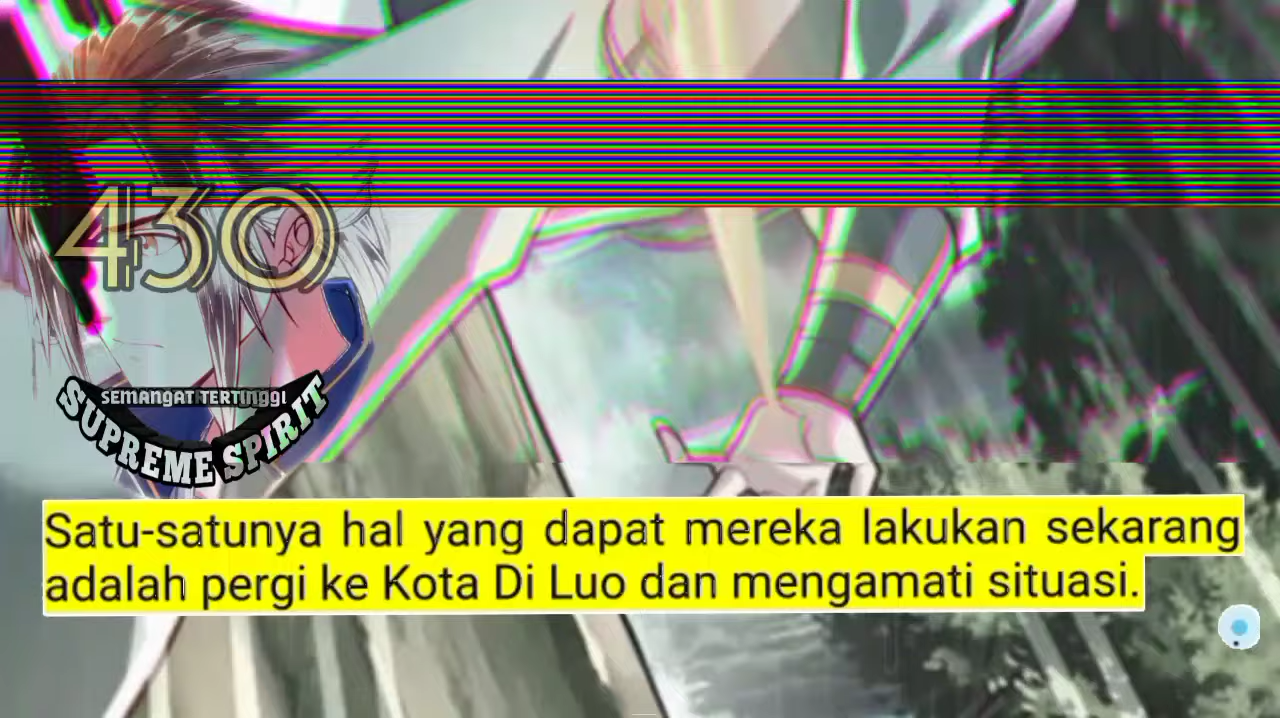 430
SEMANGAT TERTINGGI
SUPREME SPIRIT
Satu-satunya hal yang dapat mereka lakukan sekarang
adalah pergi ke Kota Di Luo dan mengamati situasi.